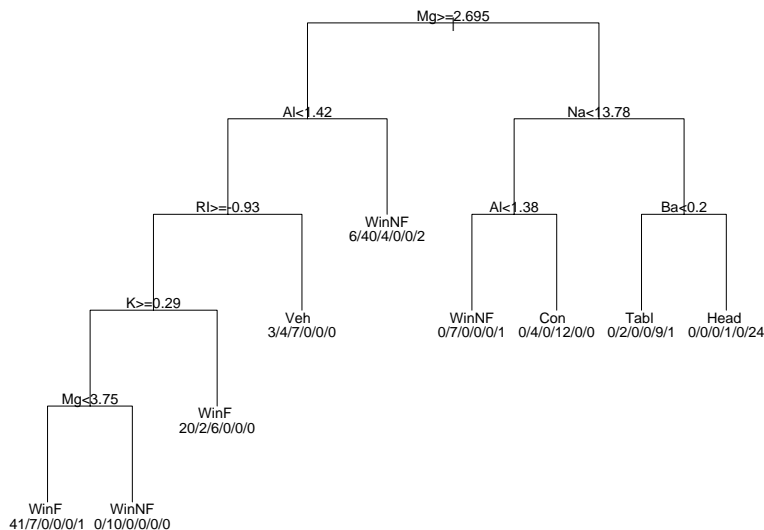 Mg>=2.695
Al<1.42
Na<13.78
RI>=-0.93
WinNF
6/40/4/0/0/2
Al<1.38
Ba<0.2
K>=0.29
Veh
3/4/7/0/0/0
WinNF
0/7/0/0/0/1
Con
0/4/0/12/0/0
Tabl
0/2/0/0/9/1
Head
0/0/0/1/0/24
Mg<3.75
WinF
20/2/6/0/0/0
WinF
41/7/0/0/0/1
WinNF
0/10/0/0/0/0